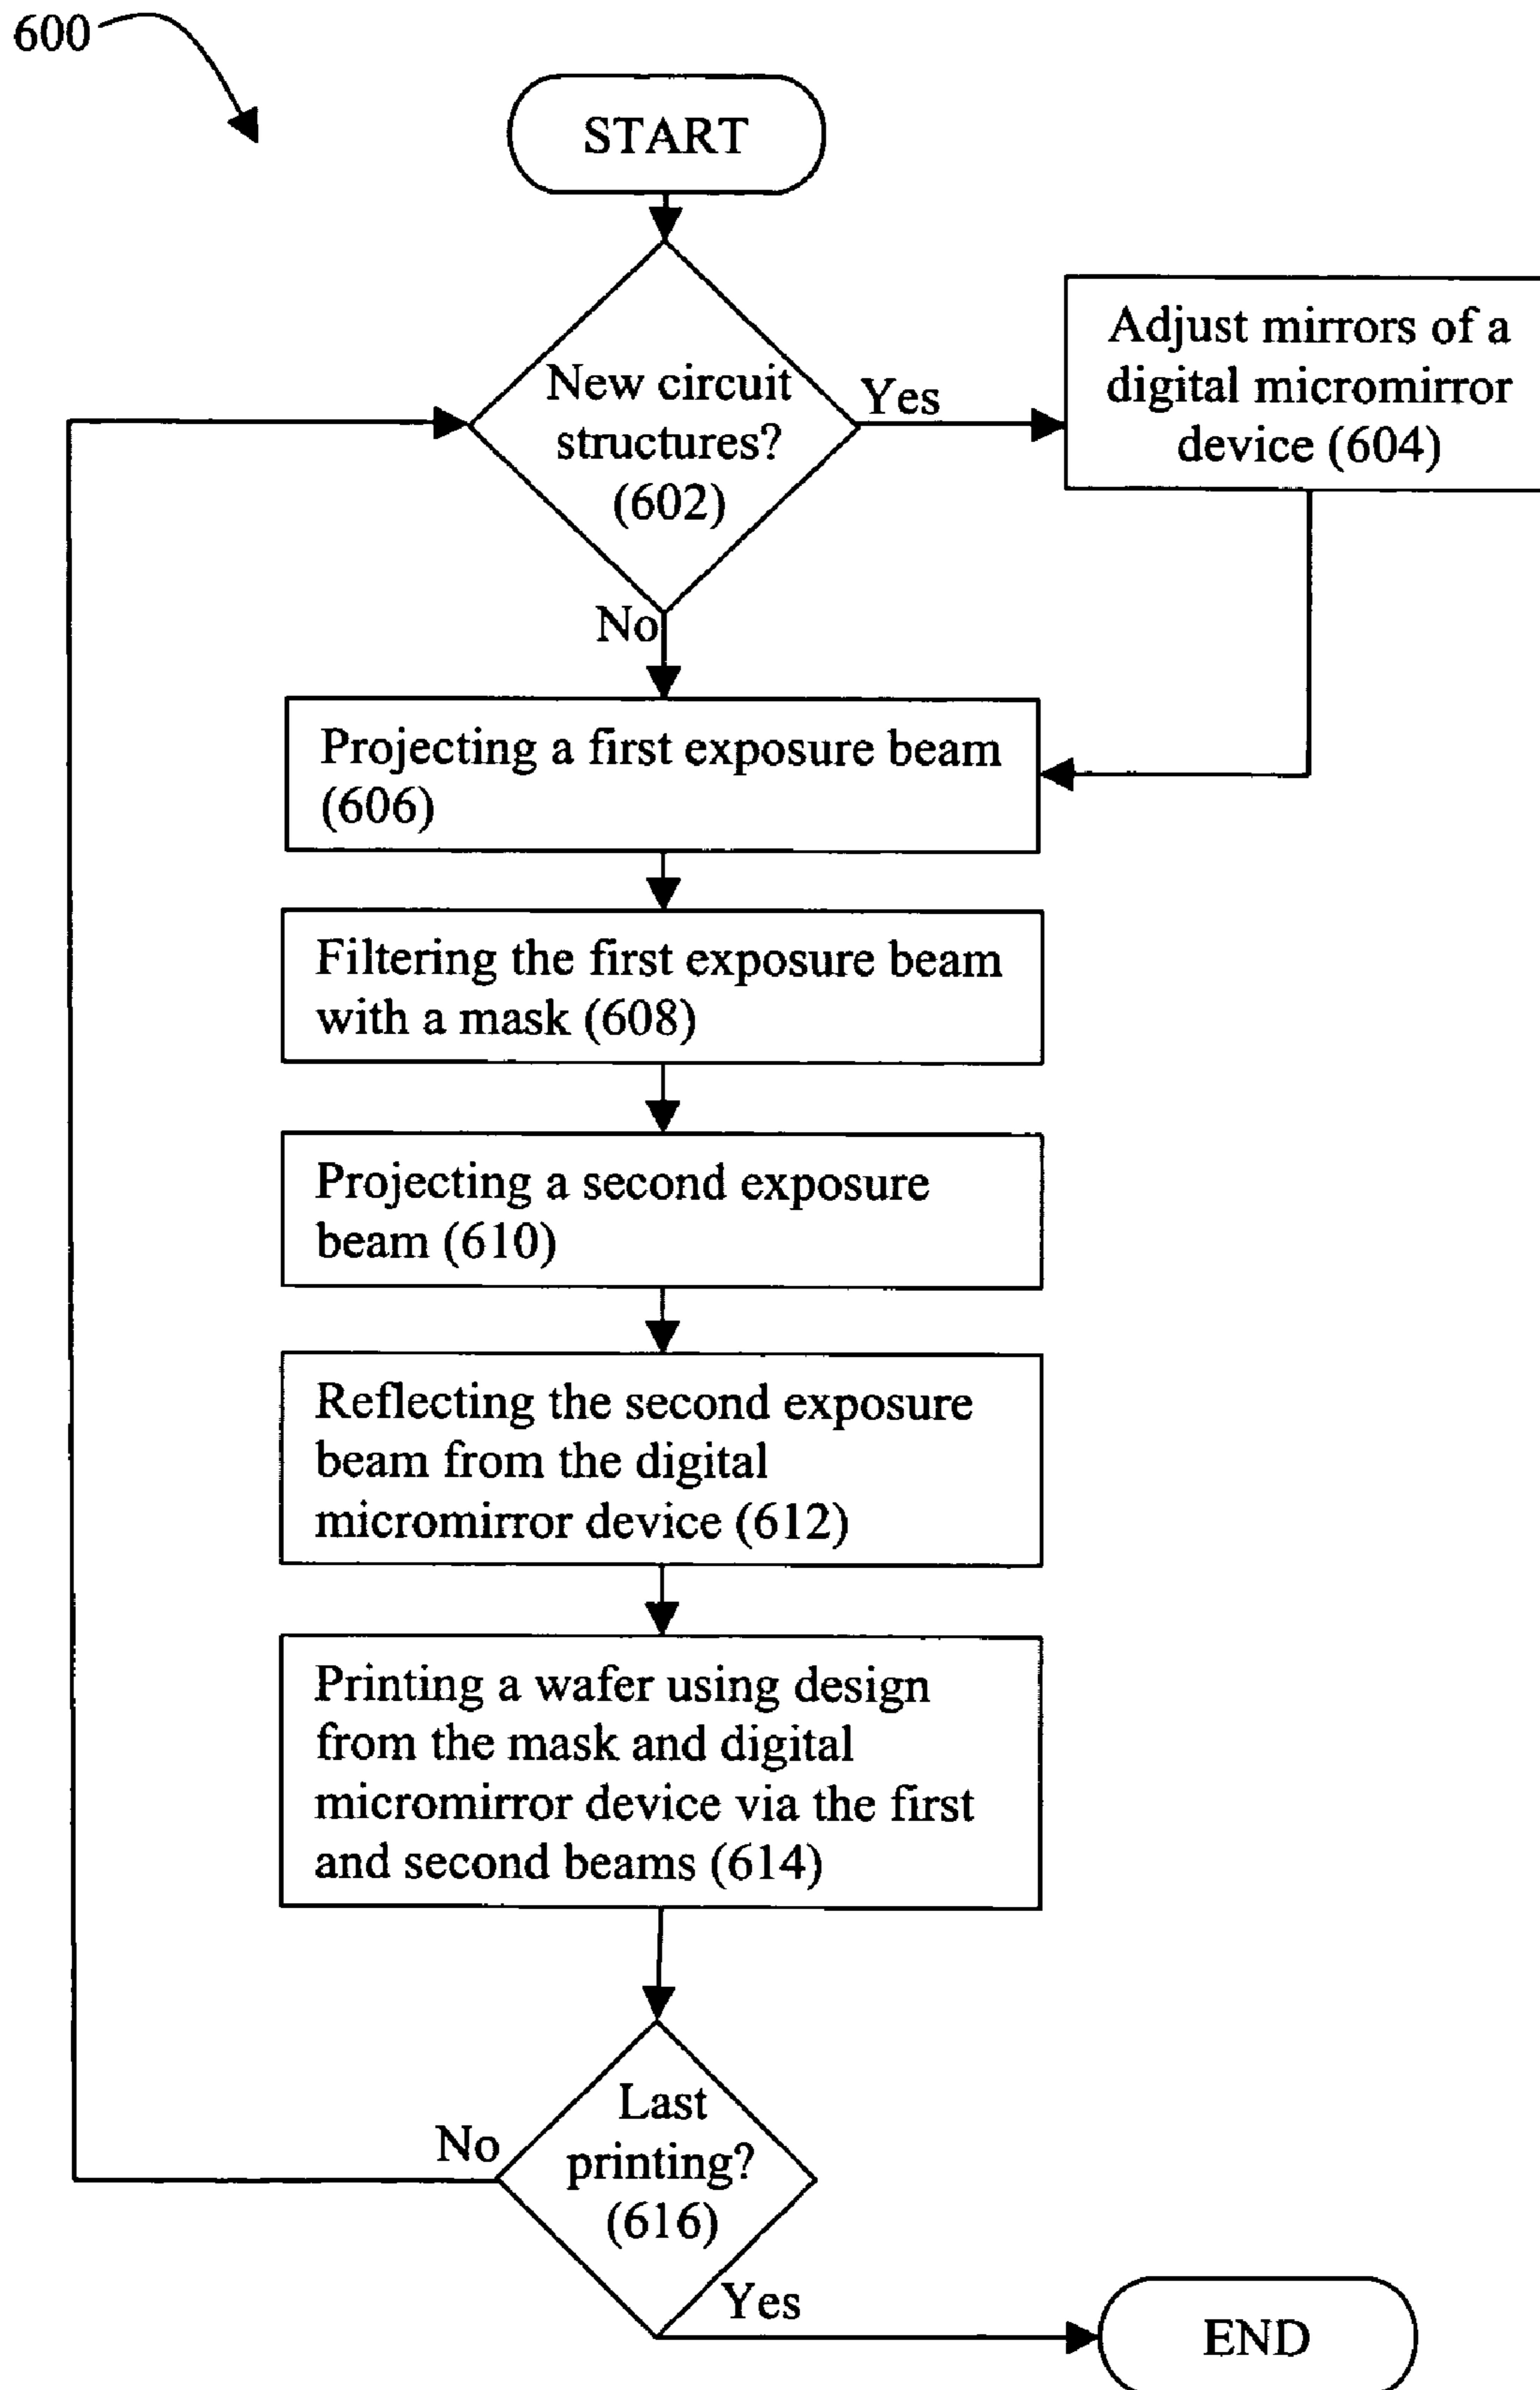 600
START
New circuit
structures?
(602)
Yes
Adjust mirrors of a
digital micromirror
device (604)
No
Projecting a first exposure beam
(606)
Filtering the first exposure beam
with a mask (608)
Projecting a second exposure
beam (610)
Reflecting the second exposure
beam from the digital
micromirror device (612)
Printing a wafer using design
from the mask and digital
micromirror device via the first
and second beams (614)
Last
printing?
(616)
No
Yes
END